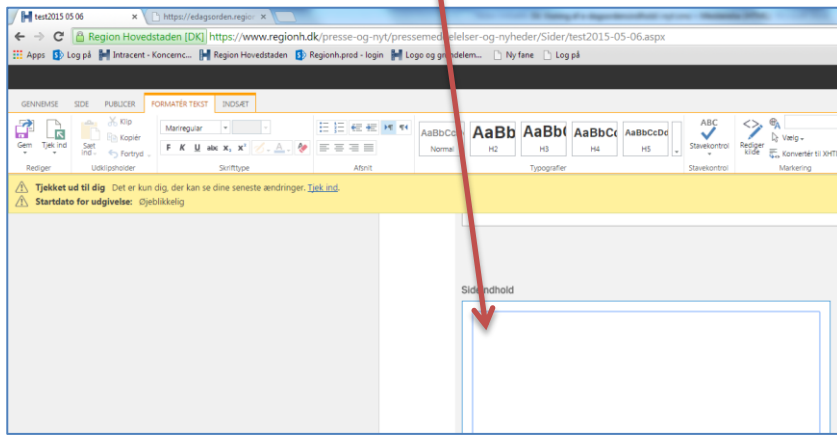 test2015 05 06 × https://edagsorden.region ×
Region Hovedstaden [DK] https://www.regionh.dk/presse-og-nyt/pressemeddelelser-og-nyheder/Sider/test2015-05-06.aspx
Apps Log på Intracent - Koncernc... Region Hovedstaden Regionh.prod - login Logo og grundelem... Ny fane Log på
GENNEMSE SIDE PUBLICER FORMATÉR TEKST INDSÆT
Gem Tjek ind Sæt ind Klip Kopiér Fortryd
Mariregular
F K U abc x, x² A
AaBbCc AaBb AaBb( AaBbC( AaBbCcDc
Normal H2 H3 H4 H5
ABC Stavekontrol
Rediger kilde Vælg Konvertér til XHTI
Rediger Udklipsholder Skrifttype Afsnit Typografier Stavekontrol Markering
Tjekket ud til dig Det er kun dig, der kan se dine seneste ændringer. Tjek ind.
Startdato for udgivelse: Øjeblikkelig
Sideindhold